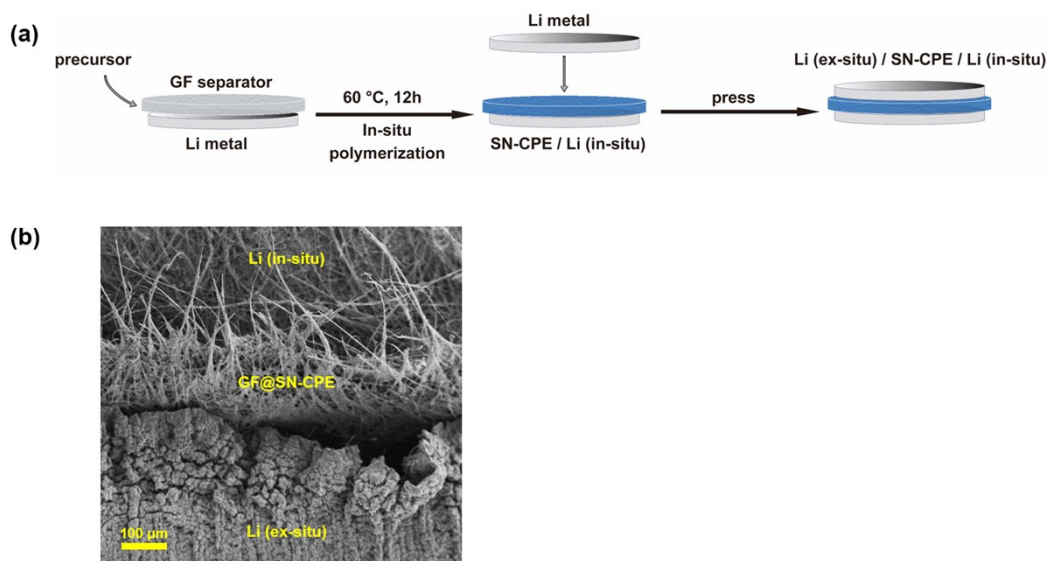 (a)
precursor
GF separator
Li metal
60 °C, 12h
In-situ
polymerization
Li metal
SN-CPE / Li (in-situ)
press
Li (ex-situ) / SN-CPE / Li (in-situ)
(b)
Li (in-situ)
GF@SN-CPE
Li (ex-situ)
100 μm